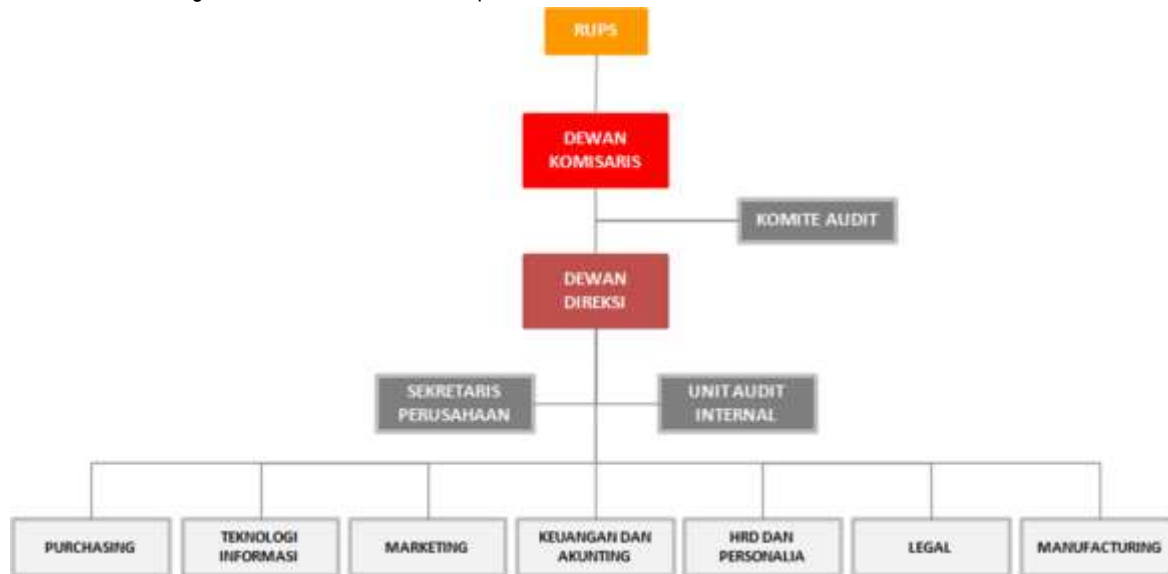 RUPS
DEWAN
KOMISARIS
KOMITE AUDIT
DEWAN
DIREKSI
SEKRETARIS
PERUSAHAAN
UNIT AUDIT
INTERNAL
PURCHASING
TEKNOLOGI
INFORMASI
MARKETING
KEUANGAN DAN
AKUNTING
HRD DAN
PERSONALIA
LEGAL
MANUFACTURING